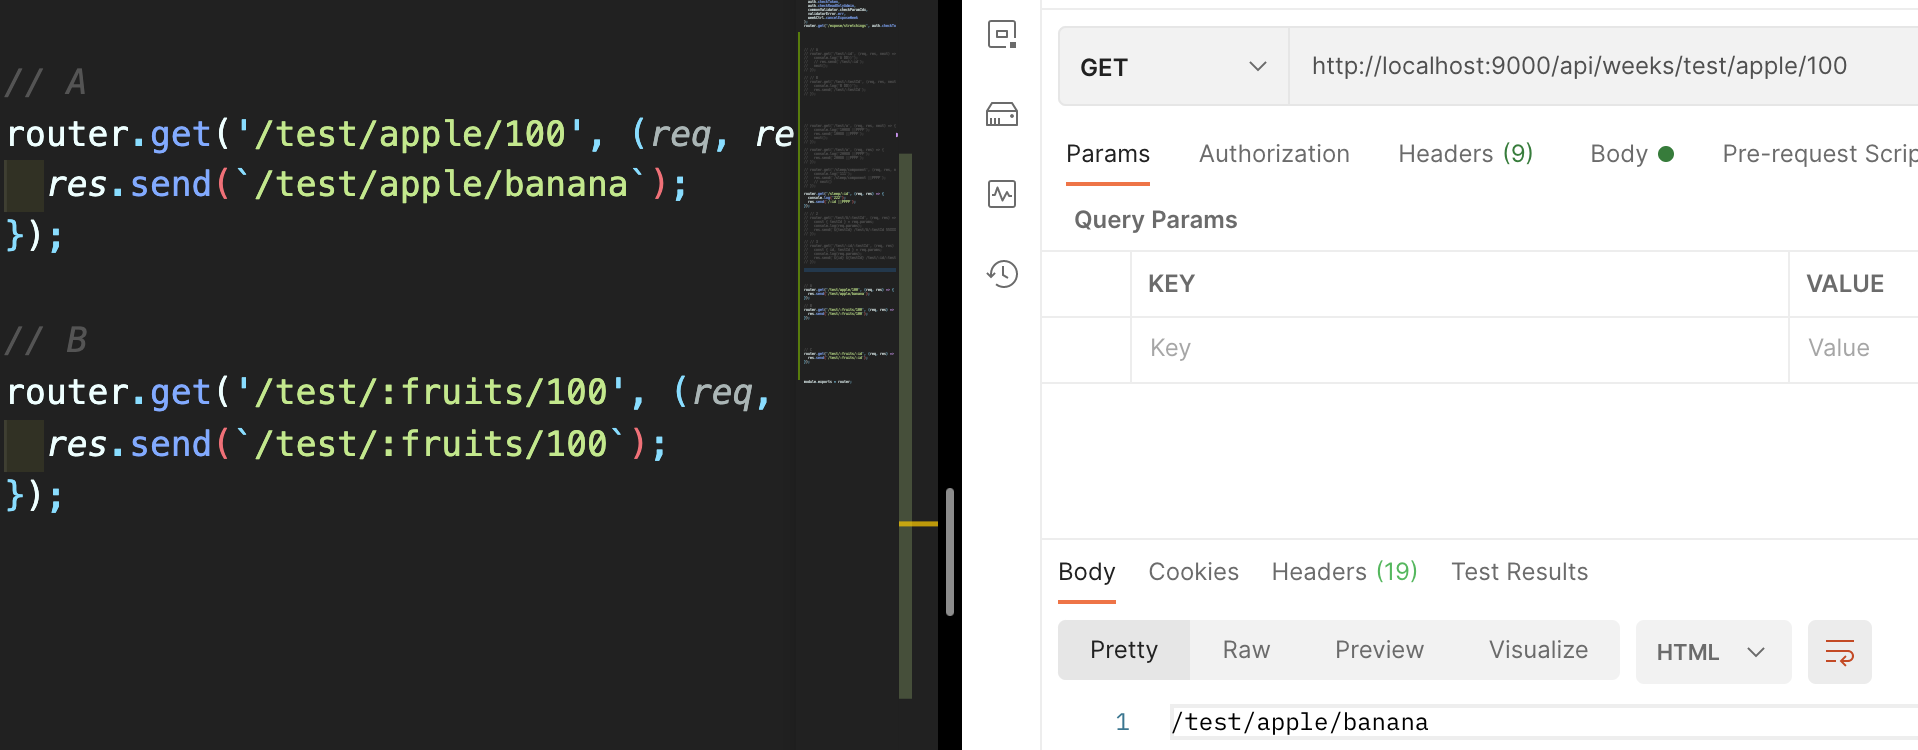 // A
router.get('/test/apple/100', (req, re
res.send(`/test/apple/banana`);
});
// B
router.get('/test/:fruits/100', (req,
res.send(`/test/:fruits/100`);
});
GET
http://localhost:9000/api/weeks/test/apple/100
Params Authorization Headers (9) Body Pre-request Scrip
Query Params
KEY VALUE
Key Value
Body Cookies Headers (19) Test Results
Pretty Raw Preview Visualize HTML
1 /test/apple/banana